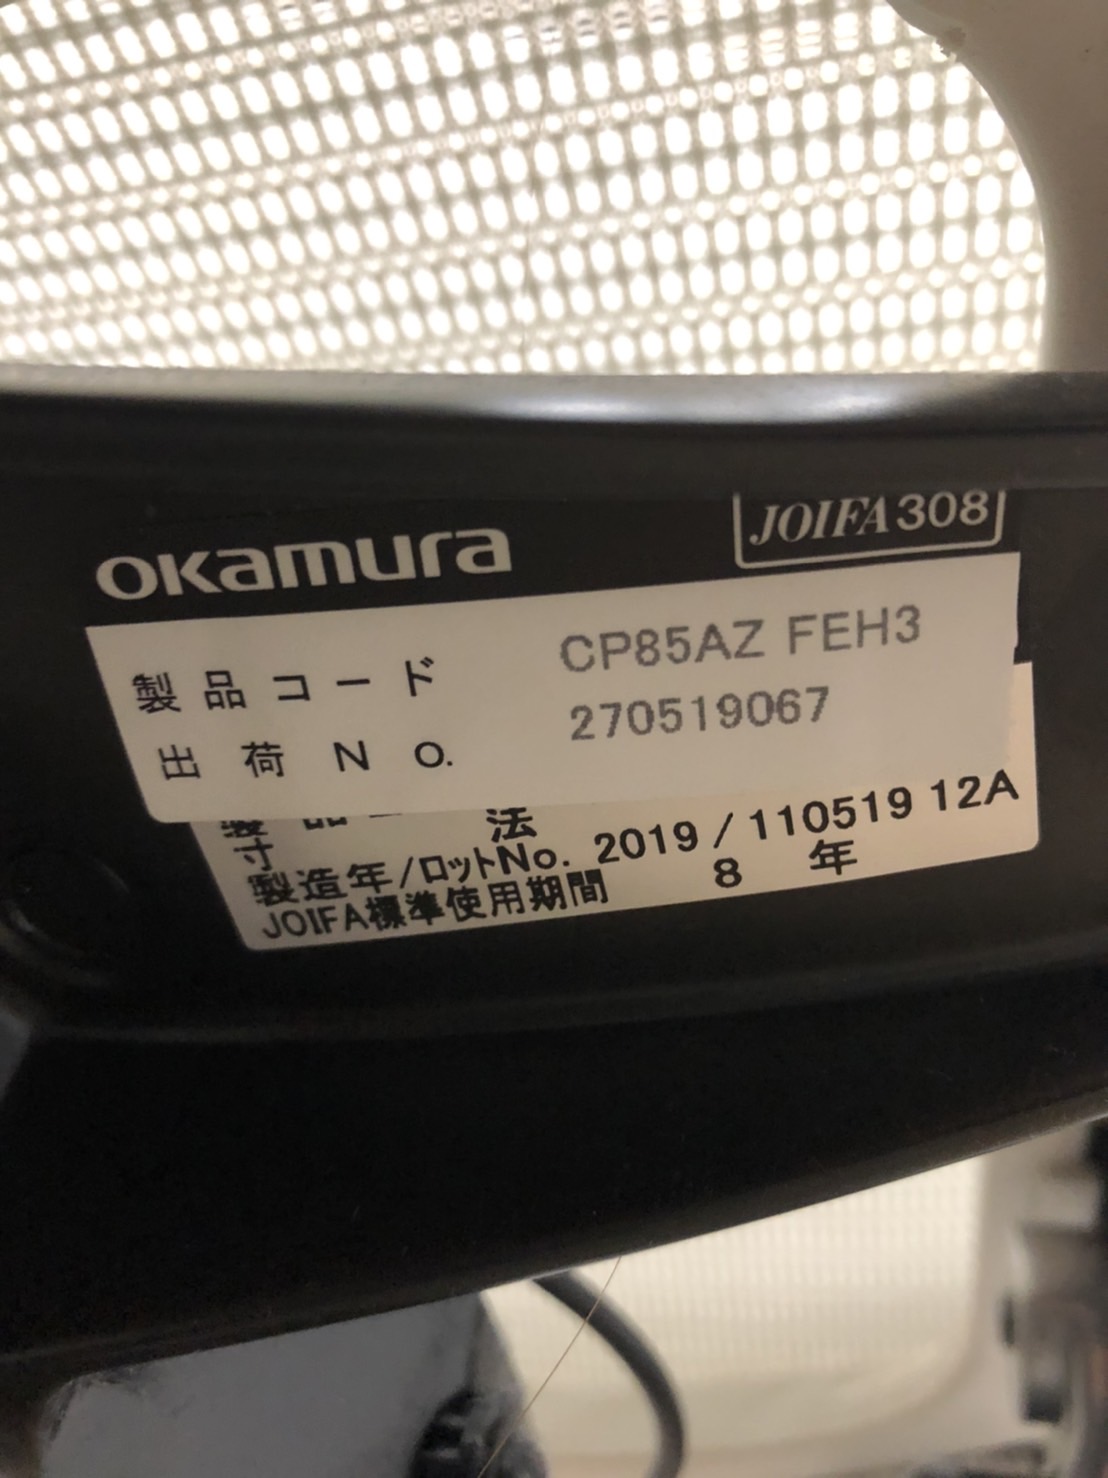 okamura
JOIFA308
製品コード CP85AZ FEH3
出荷No. 270519067
寸 法
製造年/ロットNo. 2019/110519 12A
JOIFA標準使用期間 8 年